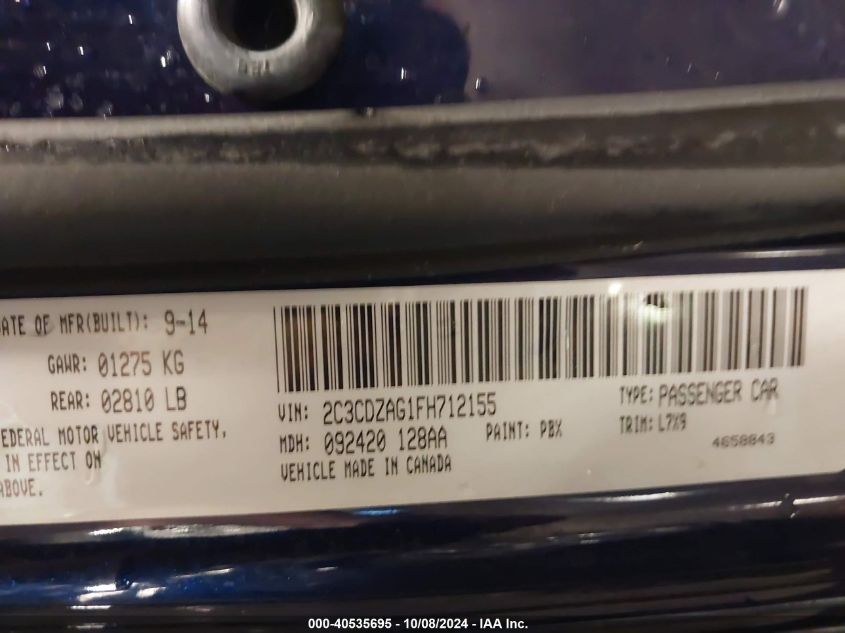 DATE OF MFR(BUILT): 9-14
GAWR: 01275 KG
REAR: 02810 LB
FEDERAL MOTOR VEHICLE SAFETY,
IN EFFECT ON
ABOVE.
VIN: 2C3CDZAG1FH712155
TYPE: PASSENGER CAR
MDH: 092420 128AA
PAINT: PBX
TRIM: L7X9
VEHICLE MADE IN CANADA
4658843
000-40535695 - 10/08/2024 - IAA Inc.